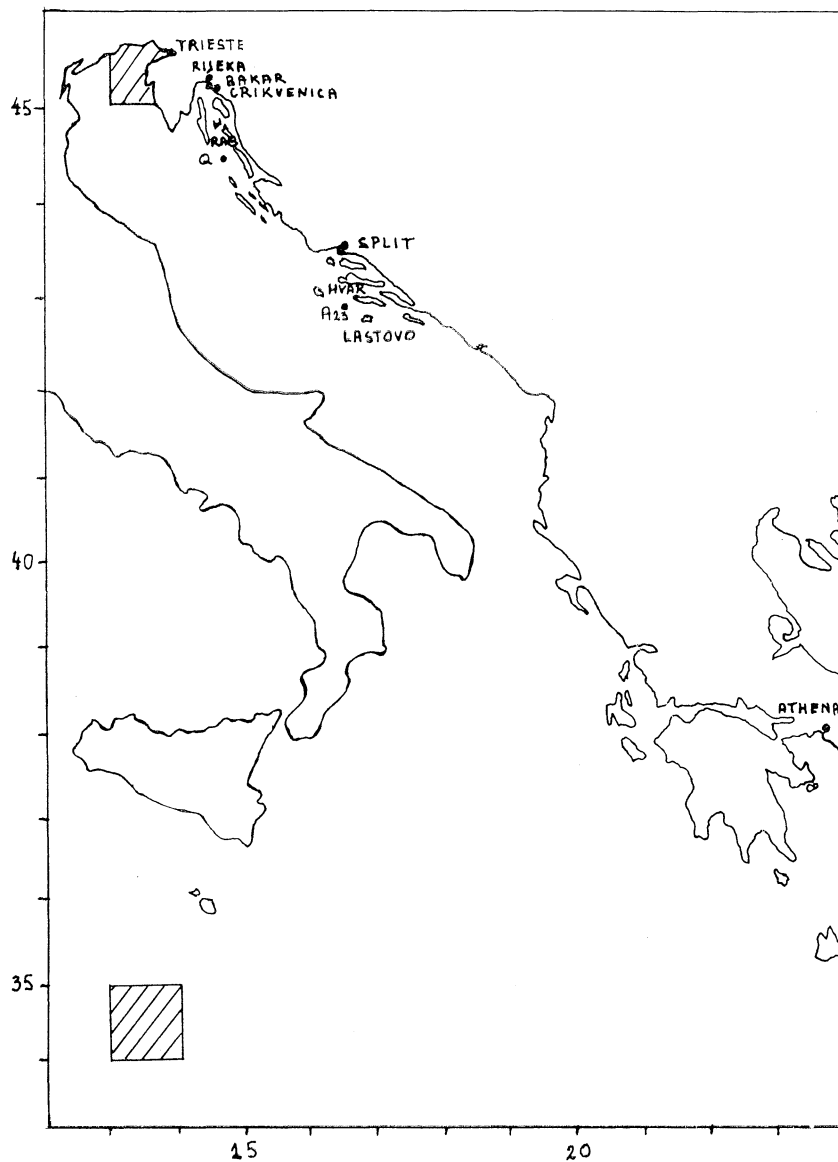 TRIESTE
RIJEKA
BAKAR
CRIKVENICA
45
RAB
Q
SPLIT
HVAR
A23
LASTOVO
40
ATHENA
35
15
20